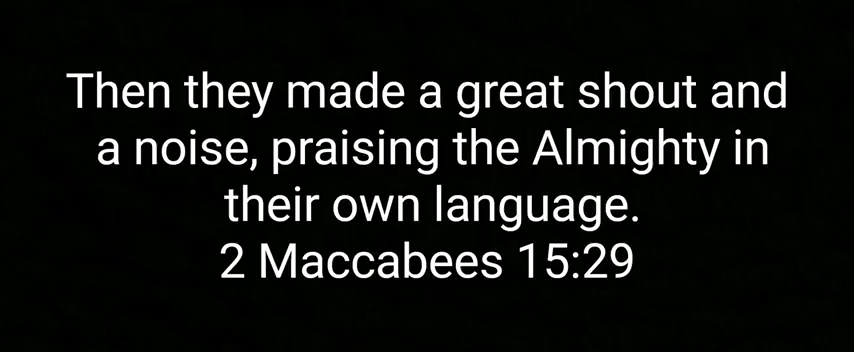 Then they made a great shout and
a noise, praising the Almighty in
their own language.
2 Maccabees 15:29